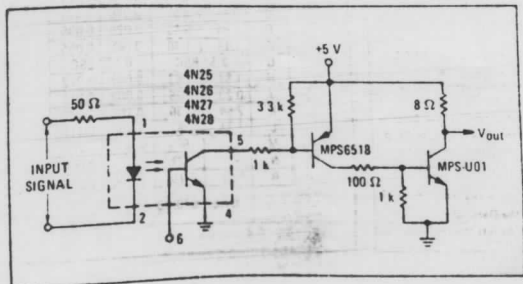 +5 V
4N25
4N26
4N27
4N28
50 Ω
1
INPUT
SIGNAL
2
5
1 k
4
6
3.3 k
MPS6518
100 Ω
1 k
8 Ω
Vout
MPS-U01